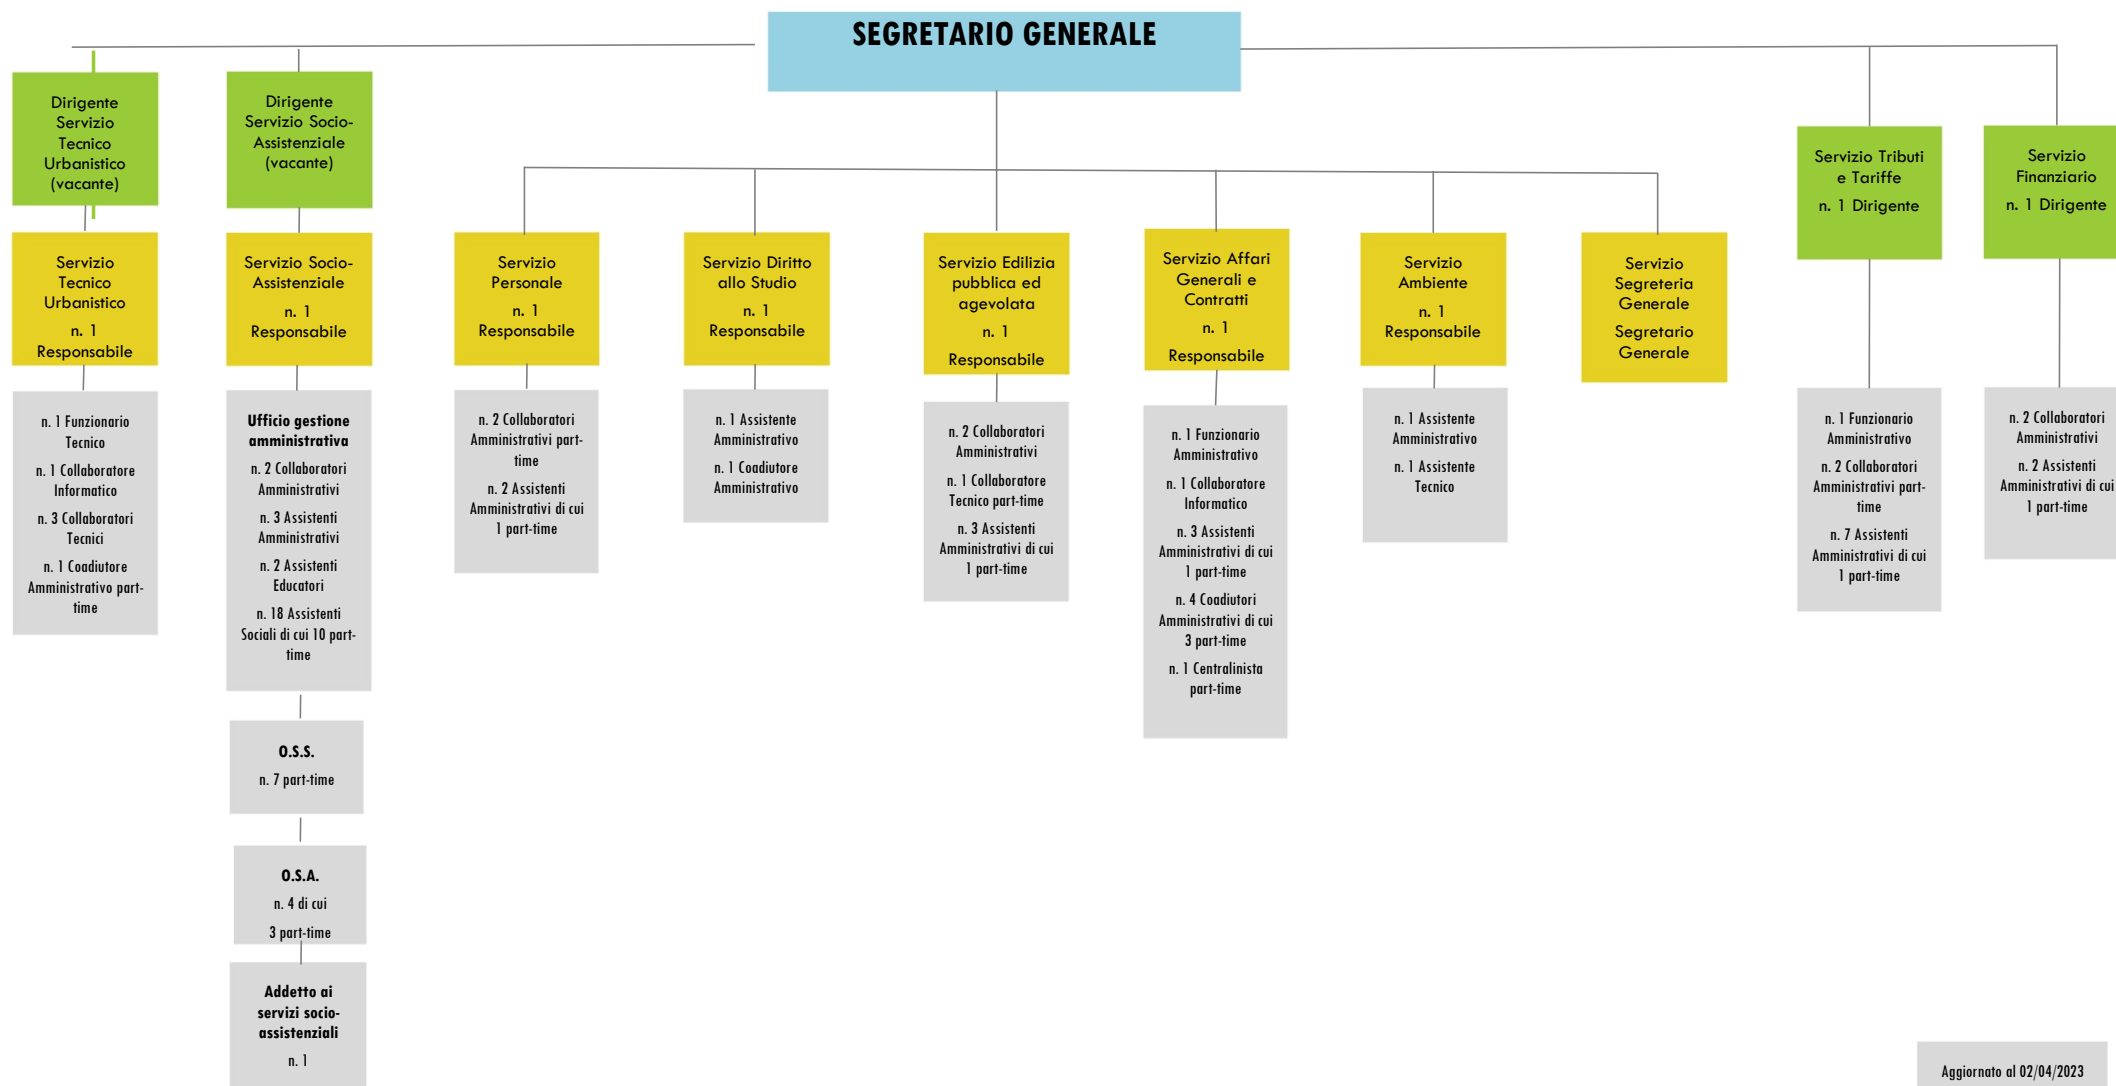 SEGRETARIO GENERALE
Dirigente
Servizio
Tecnico
Urbanistico
(vacante)
Dirigente
Servizio Socio-
Assistenziale
(vacante)
Servizio Tributi
e Tariffe
n. 1 Dirigente
Servizio
Finanziario
n. 1 Dirigente
Servizio
Tecnico
Urbanistico
n. 1
Responsabile
Servizio Socio-
Assistenziale
n. 1
Responsabile
Servizio
Personale
n. 1
Responsabile
Servizio Diritto
allo Studio
n. 1
Responsabile
Servizio Edilizia
pubblica ed
agevolata
n. 1
Responsabile
Servizio Affari
Generali e
Contratti
n. 1
Responsabile
Servizio
Ambiente
n. 1
Responsabile
Servizio
Segreteria
Generale
Segretario
Generale
n. 1 Funzionario
Tecnico
n. 1 Collaboratore
Informatico
n. 3 Collaboratori
Tecnici
n. 1 Coadiutore
Amministrativo part-
time
Ufficio gestione
amministrativa
n. 2 Collaboratori
Amministrativi
n. 3 Assistenti
Amministrativi
n. 2 Assistenti
Educatori
n. 18 Assistenti
Sociali di cui 10 part-
time
n. 2 Collaboratori
Amministrativi part-
time
n. 2 Assistenti
Amministrativi di cui
1 part-time
n. 1 Assistente
Amministrativo
n. 1 Coadiutore
Amministrativo
n. 2 Collaboratori
Amministrativi
n. 1 Collaboratore
Tecnico part-time
n. 3 Assistenti
Amministrativi di cui
1 part-time
n. 1 Funzionario
Amministrativo
n. 1 Collaboratore
Informatico
n. 3 Assistenti
Amministrativi di cui
1 part-time
n. 4 Coadiutori
Amministrativi di cui
3 part-time
n. 1 Centralinista
part-time
n. 1 Assistente
Amministrativo
n. 1 Assistente
Tecnico
n. 1 Funzionario
Amministrativo
n. 2 Collaboratori
Amministrativi part-
time
n. 7 Assistenti
Amministrativi di cui
1 part-time
n. 2 Collaboratori
Amministrativi
n. 2 Assistenti
Amministrativi di cui
1 part-time
O.S.S.
n. 7 part-time
O.S.A.
n. 4 di cui
3 part-time
Addetto ai
servizi socio-
assistenziali
n. 1
Aggiornato al 02/04/2023